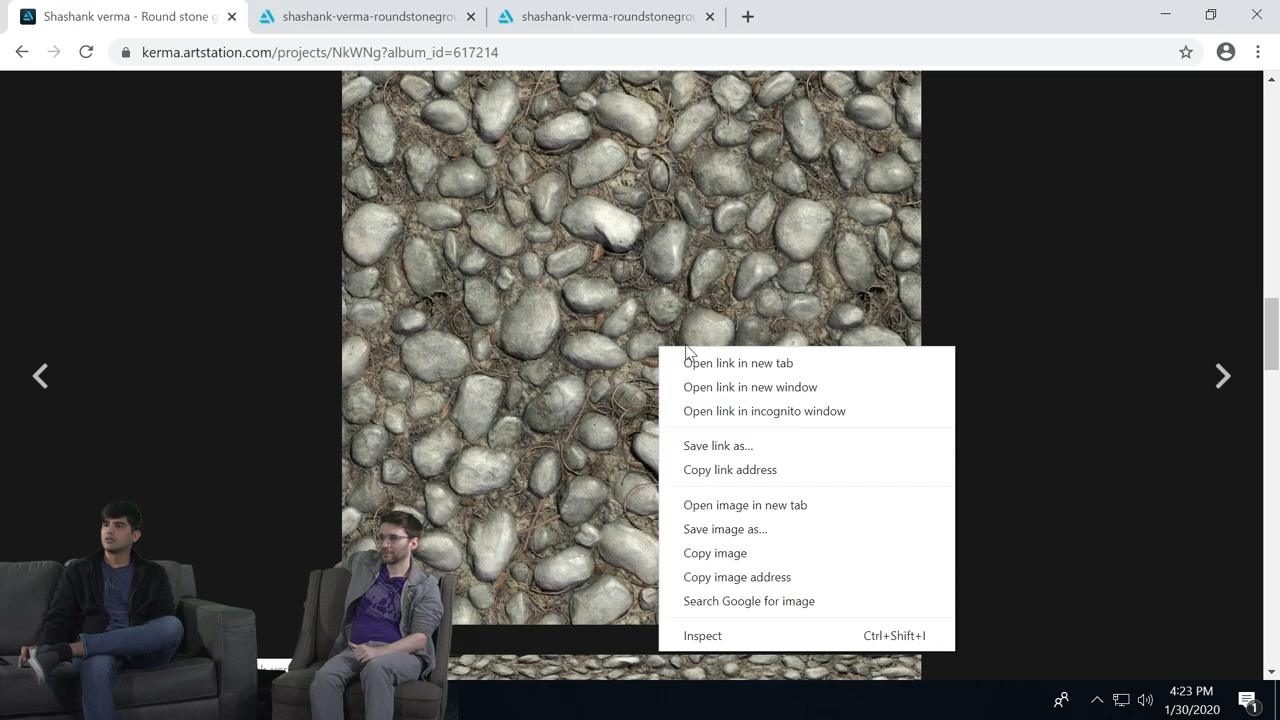 Shashank verma - Round stone g
shashank-verma-roundstonegrou
shashank-verma-roundstonegrou
kerma.artstation.com/projects/NkWNg?album_id=617214
Open link in new tab
Open link in new window
Open link in incognito window
Save link as...
Copy link address
Open image in new tab
Save image as...
Copy image
Copy image address
Search Google for image
Inspect Ctrl+Shift+I
4:23 PM
1/30/2020
1